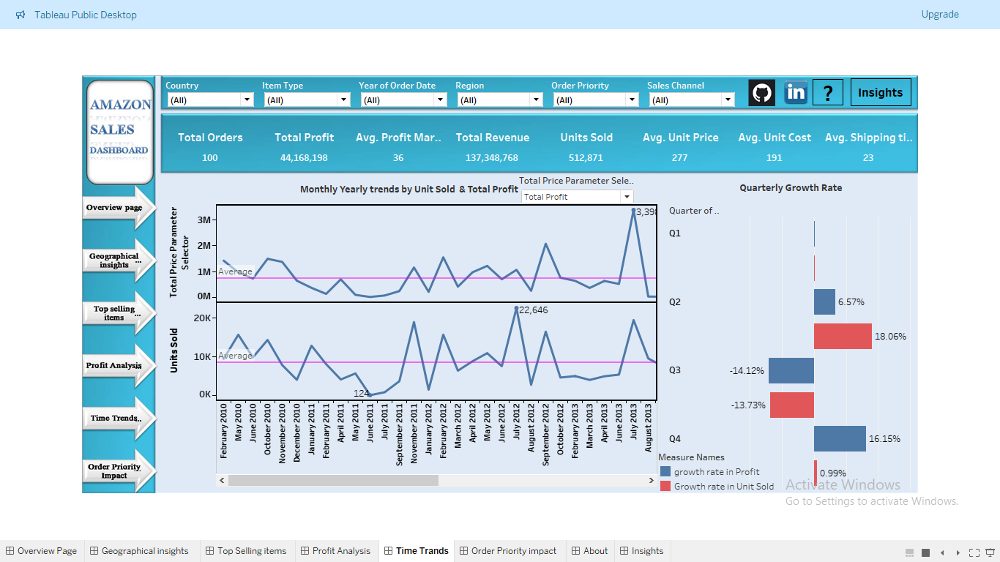 Tableau Public Desktop
Upgrade
AMAZON
SALES
DASHBOARD
Country
Item Type
Year of Order Date
Region
Order Priority
Sales Channel
(All)
(All)
(All)
(All)
(All)
(All)
in
?
Insights
Total Orders
Total Profit
Avg. Profit Mar..
Total Revenue
Units Sold
Avg. Unit Price
Avg. Unit Cost
Avg. Shipping ti..
100
44,168,198
36
137,348,768
512,871
277
191
23
Overview page
Geographical
insights ...
Top selling
items ...
Profit Analysis
Time Trends..
Order Priority
Impact
Monthly Yearly trends by Unit Sold & Total Profit
Total Price Parameter Sele..
Total Profit
Total Price Parameter
Selector
3M
2M
1M
0M
Average
3,398
Units Sold
20K
10K
0K
Average
22,646
124
February 2010
May 2010
June 2010
October 2010
November 2010
December 2010
January 2011
February 2011
April 2011
May 2011
June 2011
July 2011
September 2011
November 2011
January 2012
February 2012
March 2012
April 2012
May 2012
June 2012
July 2012
August 2012
September 2012
October 2012
February 2013
March 2013
April 2013
June 2013
July 2013
August 2013
Quarterly Growth Rate
Quarter of ..
Q1
Q2
6.57%
18.06%
Q3
-14.12%
-13.73%
Q4
16.15%
0.99%
Measure Names
growth rate in Profit
Growth rate in Unit Sold
Activate Windows
Go to Settings to activate Windows.
Overview Page
Geographical insights
Top Selling items
Profit Analysis
Time Trands
Order Priority impact
About
Insights